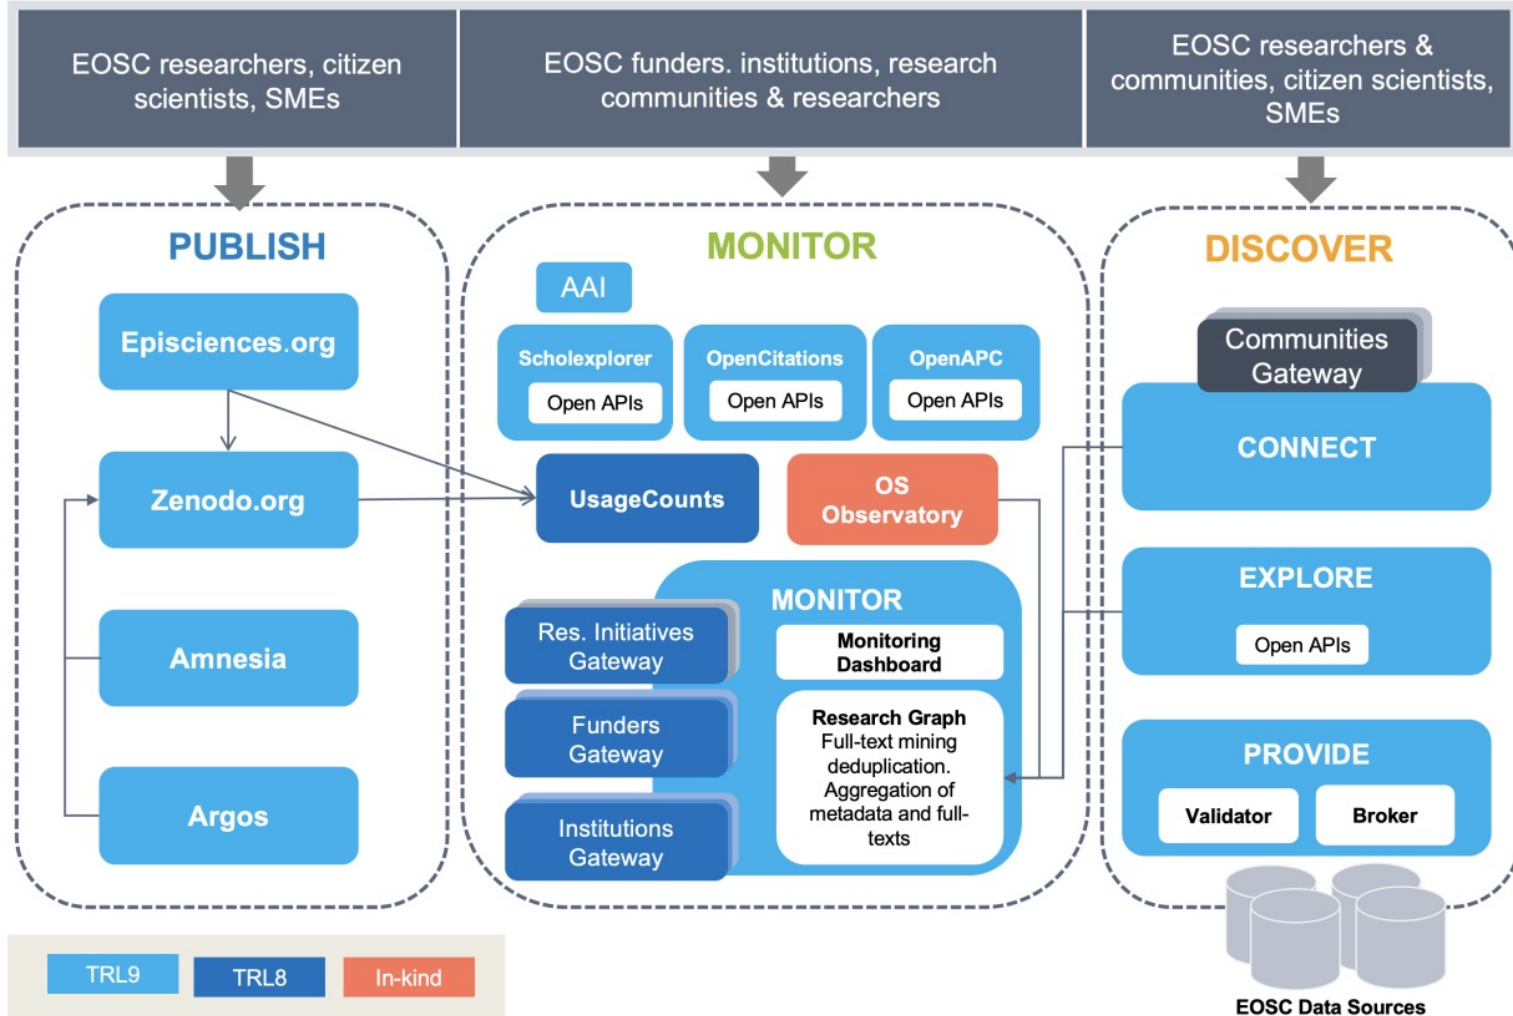 EOSC researchers, citizen
scientists, SMEs
EOSC funders. institutions, research
communities & researchers
EOSC researchers &
communities, citizen scientists,
SMEs
PUBLISH
Episciences.org
Zenodo.org
Amnesia
Argos
MONITOR
AAI
Scholexplorer
Open APIs
OpenCitations
Open APIs
OpenAPC
Open APIs
UsageCounts
OS
Observatory
MONITOR
Res. Initiatives
Gateway
Funders
Gateway
Institutions
Gateway
Monitoring
Dashboard
Research Graph
Full-text mining
deduplication.
Aggregation of
metadata and full-
texts
DISCOVER
Communities
Gateway
CONNECT
EXPLORE
Open APIs
PROVIDE
Validator
Broker
EOSC Data Sources
TRL9
TRL8
In-kind